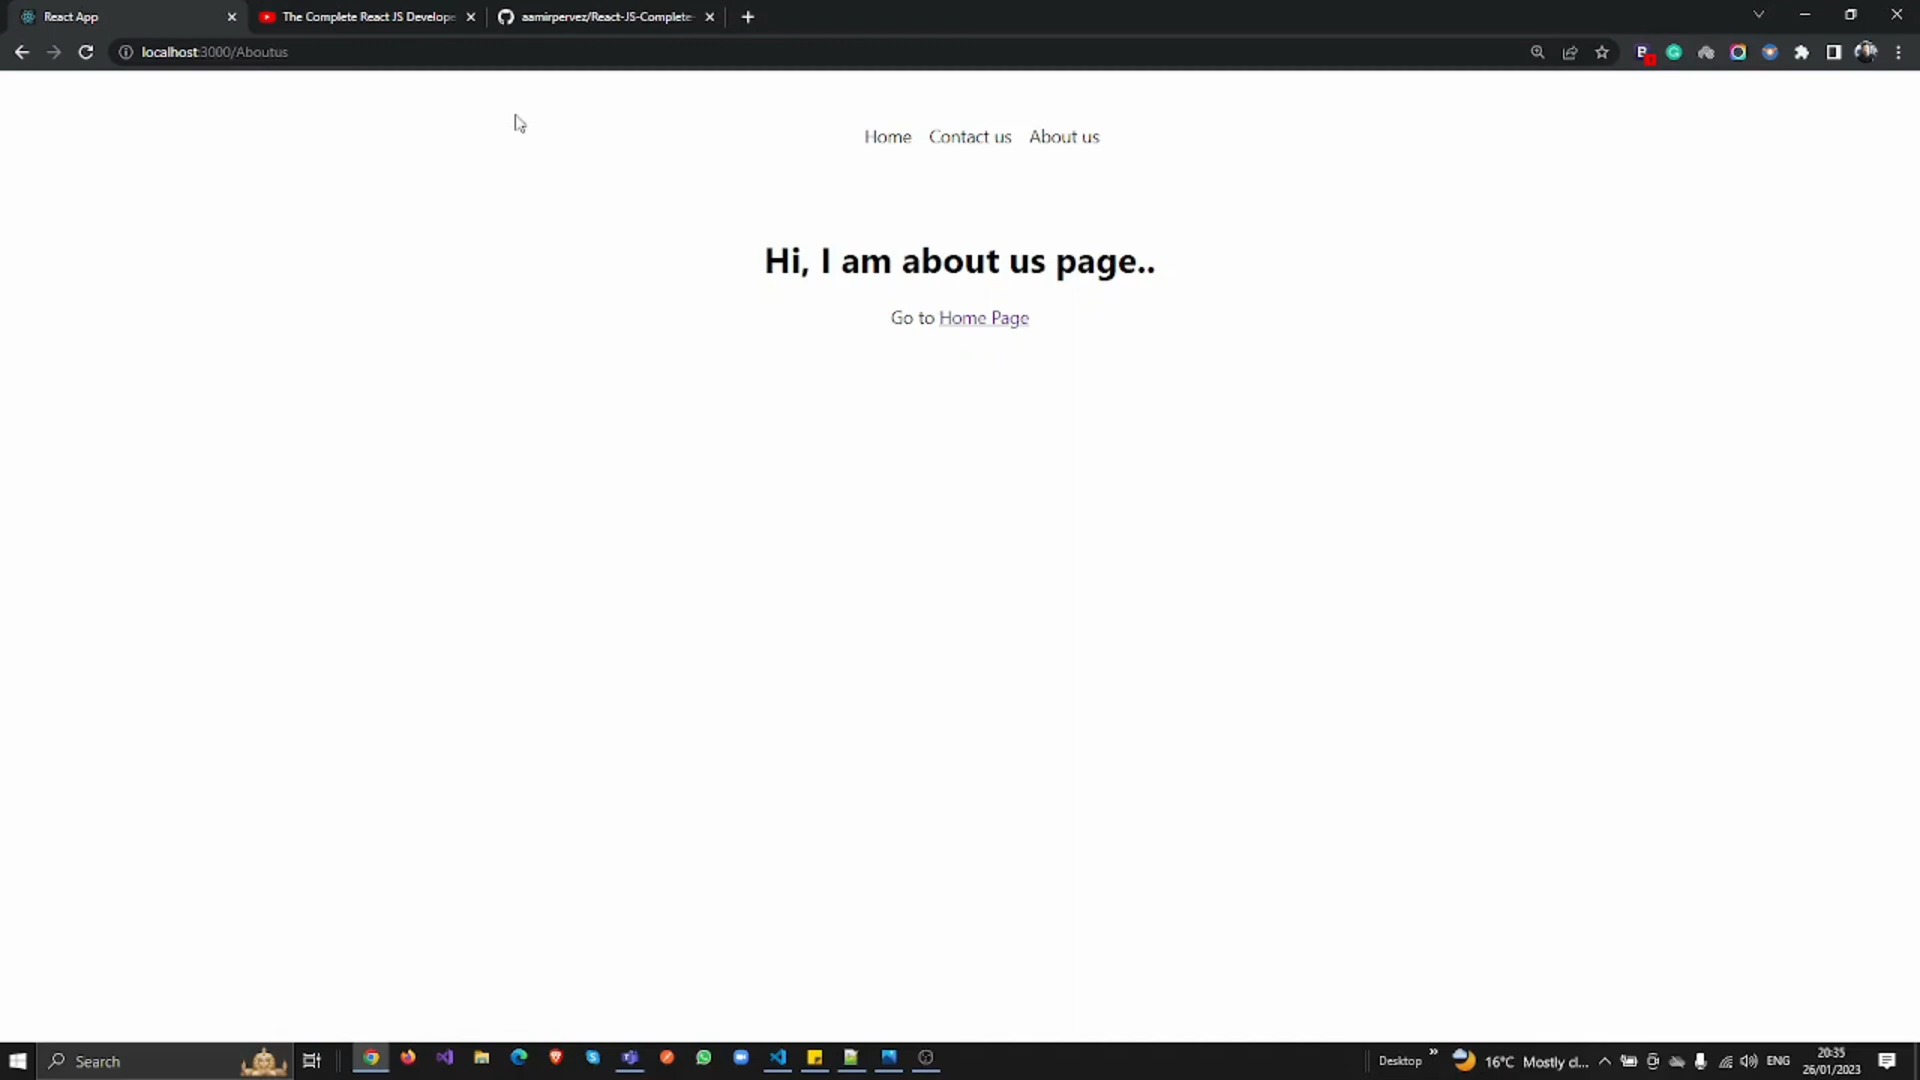 React App
The Complete React JS Develope
aamirpervez/React-JS-Complete-
localhost:3000/Aboutus
Home Contact us About us
Hi, I am about us page..
Go to Home Page
Search
Desktop
16°C Mostly cl...
ENG
20:35
26/01/2023